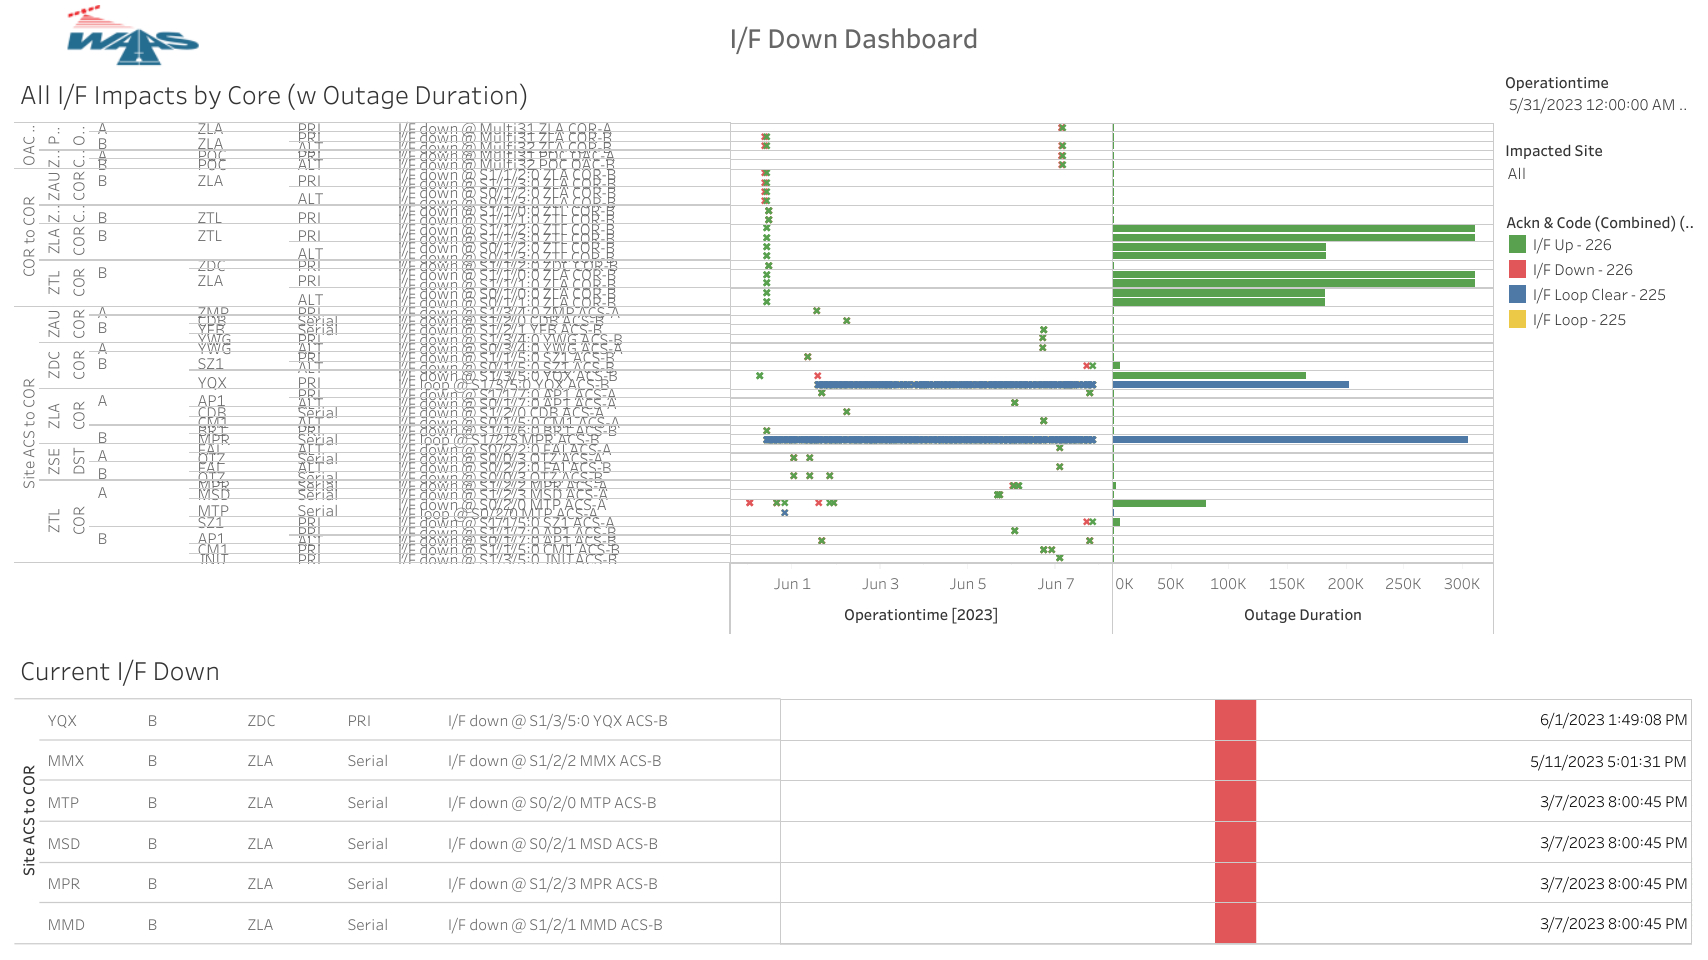 WAAS
I/F Down Dashboard
All I/F Impacts by Core (w Outage Duration)
Operationtime
5/31/2023 12:00:00 AM ..
Impacted Site
All
Ackn & Code (Combined) (..
I/F Up - 226
I/F Down - 226
I/F Loop Clear - 225
I/F Loop - 225
OAC ..
P..
O..
A ZLA PRI I/F down @ Multi31 ZLA COR-A
B ZLA
ALT I/F down @ Multi32 ZLA COR-B
Z..
C..
A POC PRI I/F down @ Multi31 POC OAC-A
B POC ALT I/F down @ Multi32 POC OAC-B
COR to COR
ZAU COR B ZLA PRI I/F down @ S1/1/2:0 ZLA COR-B
I/F down @ S1/1/3:0 ZLA COR-B
ALT I/F down @ S0/1/2:0 ZLA COR-B
I/F down @ S0/1/3:0 ZLA COR-B
Z.. C.. B ZTL PRI I/F down @ S1/1/0:0 ZTL COR-B
I/F down @ S1/1/1:0 ZTL COR-B
ZLA COR B ZTL PRI I/F down @ S1/1/2:0 ZTL COR-B
I/F down @ S1/1/3:0 ZTL COR-B
ALT I/F down @ S0/1/2:0 ZTL COR-B
I/F down @ S0/1/3:0 ZTL COR-B
ZTL COR B ZDC PRI I/F down @ S1/1/2:0 ZDC COR-B
ZLA PRI I/F down @ S1/1/0:0 ZLA COR-B
I/F down @ S1/1/1:0 ZLA COR-B
ALT I/F down @ S0/1/0:0 ZLA COR-B
I/F down @ S0/1/1:0 ZLA COR-B
Site ACS to COR
ZAU COR A ZMP PRI I/F down @ S1/3/4:0 ZMP ACS-A
B CDB Serial I/F down @ S1/2/0 CDB ACS-B
YFB Serial I/F down @ S1/2/1 YFB ACS-B
YWG PRI I/F down @ S1/3/4:0 YWG ACS-B
ZDC COR A YWG ALT I/F down @ S0/3/4:0 YWG ACS-A
B SZ1 PRI I/F down @ S1/1/5:0 SZ1 ACS-B
ALT I/F down @ S0/1/5:0 SZ1 ACS-B
YQX PRI I/F down @ S1/3/5:0 YQX ACS-B
I/F loop @ S1/3/5:0 YQX ACS-B
ZLA COR A AP1 PRI I/F down @ S1/1/7:0 AP1 ACS-A
ALT I/F down @ S0/1/7:0 AP1 ACS-A
CDB Serial I/F down @ S1/2/0 CDB ACS-A
CM1 ALT I/F down @ S0/1/5:0 CM1 ACS-A
B BR1 PRI I/F down @ S1/1/6:0 BR1 ACS-B
MPR Serial I/F loop @ S1/2/3 MPR ACS-B
ZSE DST A FAI ALT I/F down @ S0/2/2:0 FAI ACS-A
OTZ Serial I/F down @ S0/0/3 OTZ ACS-A
B FAI ALT I/F down @ S0/2/2:0 FAI ACS-B
OTZ Serial I/F down @ S0/0/3 OTZ ACS-B
ZTL COR A MPR Serial I/F down @ S1/2/2 MPR ACS-A
MSD Serial I/F down @ S1/2/3 MSD ACS-A
MTP Serial I/F down @ S0/2/0 MTP ACS-A
I/F loop @ S0/2/0 MTP ACS-A
SZ1 PRI I/F down @ S1/1/5:0 SZ1 ACS-A
B AP1 PRI I/F down @ S1/1/7:0 AP1 ACS-B
ALT I/F down @ S0/1/7:0 AP1 ACS-B
CM1 PRI I/F down @ S1/1/5:0 CM1 ACS-B
JNU PRI I/F down @ S1/3/5:0 JNU ACS-B
Jun 1 Jun 3 Jun 5 Jun 7 0K 50K 100K 150K 200K 250K 300K
Operationtime [2023] Outage Duration
Current I/F Down
Site ACS to COR
YQX B ZDC PRI I/F down @ S1/3/5:0 YQX ACS-B 6/1/2023 1:49:08 PM
MMX B ZLA Serial I/F down @ S1/2/2 MMX ACS-B 5/11/2023 5:01:31 PM
MTP B ZLA Serial I/F down @ S0/2/0 MTP ACS-B 3/7/2023 8:00:45 PM
MSD B ZLA Serial I/F down @ S0/2/1 MSD ACS-B 3/7/2023 8:00:45 PM
MPR B ZLA Serial I/F down @ S1/2/3 MPR ACS-B 3/7/2023 8:00:45 PM
MMD B ZLA Serial I/F down @ S1/2/1 MMD ACS-B 3/7/2023 8:00:45 PM